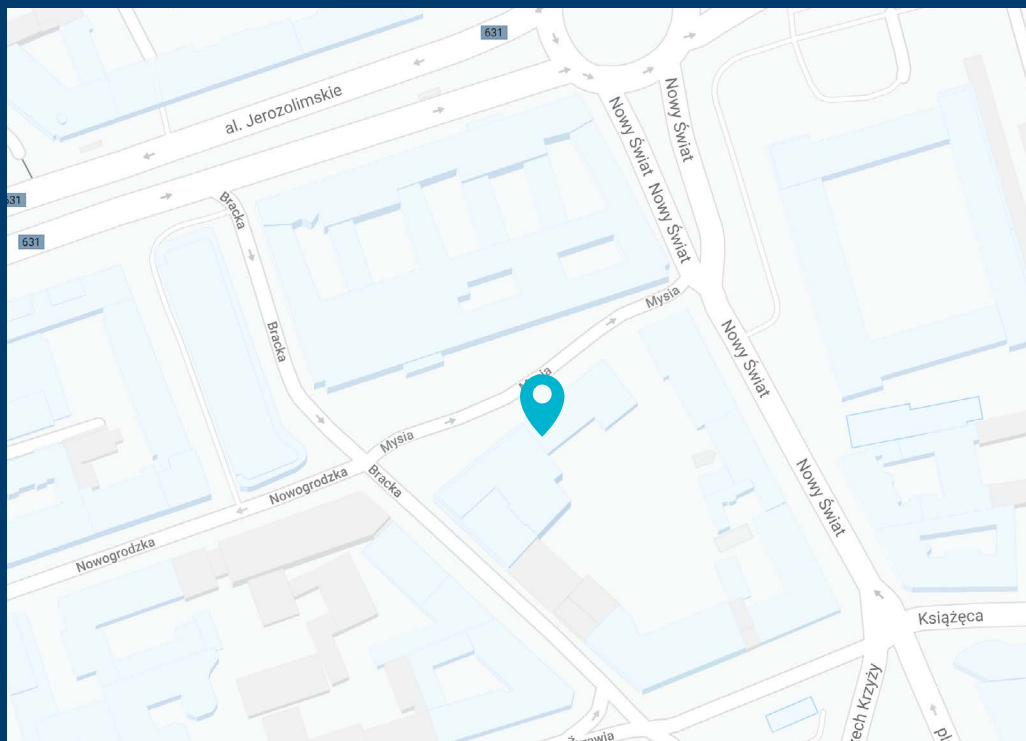 631
al. Jerozolimskie
Nowy Świat
Nowy Świat
631
Bracka
Nowy Świat
631
Mysia
Bracka
Nowy Świat
Mysia
Bracka
Nowogrodzka
Nowy Świat
Nowogrodzka
Książęca